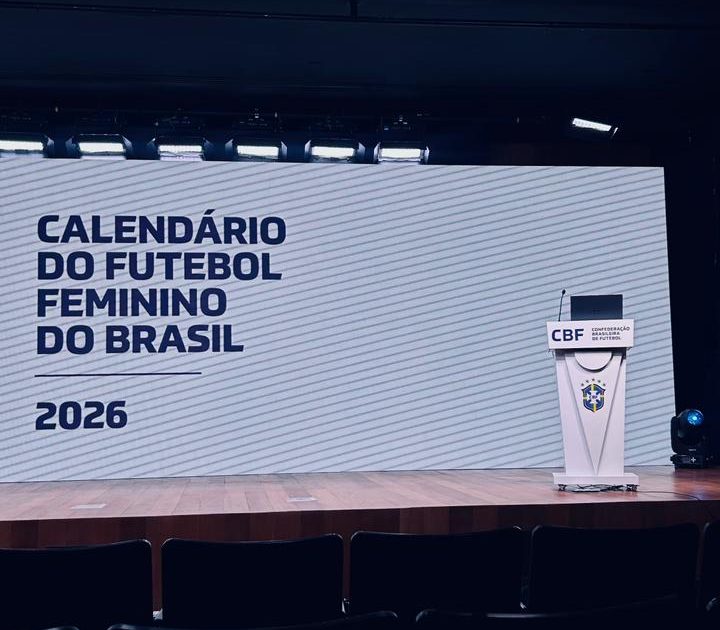 CALENDÁRIO
DO FUTEBOL
FEMININO
DO BRASIL
2026
CBF
CONFEDERAÇÃO
BRASILEIRA
DE FUTEBOL